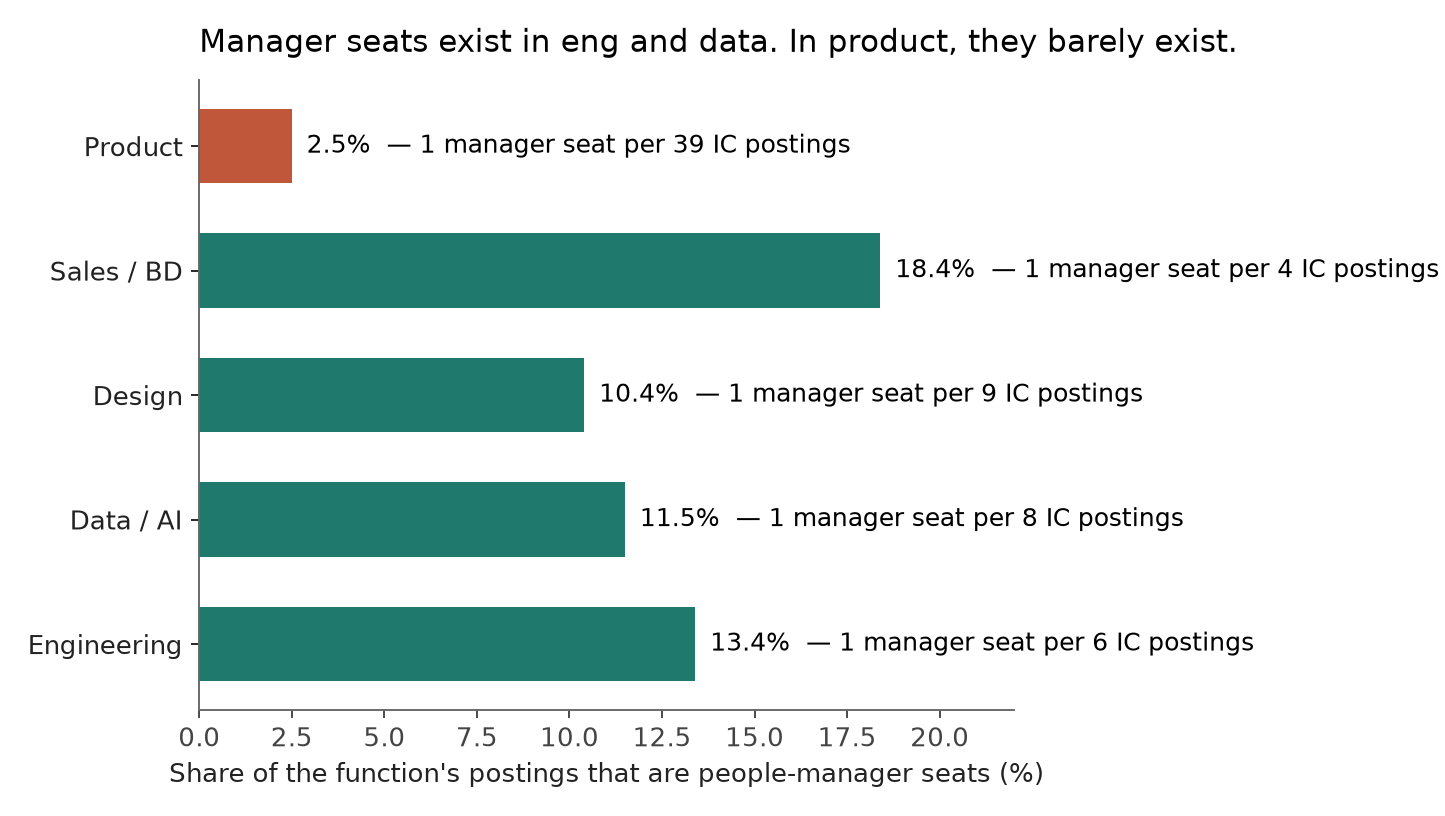 Manager seats exist in eng and data. In product, they barely exist.
Product
2.5% — 1 manager seat per 39 IC postings
Sales / BD
18.4% — 1 manager seat per 4 IC postings
Design
10.4% — 1 manager seat per 9 IC postings
Data / AI
11.5% — 1 manager seat per 8 IC postings
Engineering
13.4% — 1 manager seat per 6 IC postings
0.0 2.5 5.0 7.5 10.0 12.5 15.0 17.5 20.0
Share of the function's postings that are people-manager seats (%)